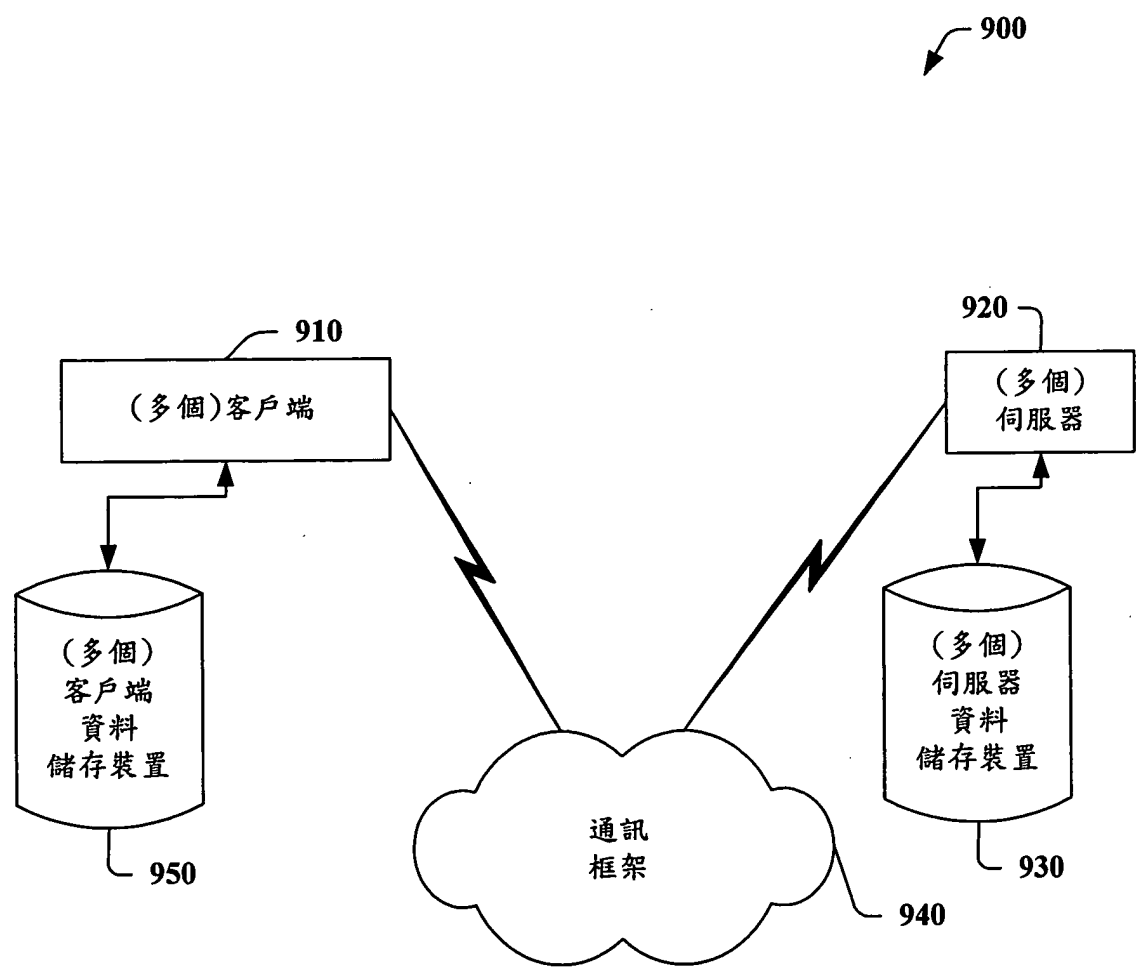 900
910
(多個)客戶端
920
(多個)
伺服器
(多個)
客戶端
資料
儲存裝置
950
(多個)
伺服器
資料
儲存裝置
930
通訊
框架
940